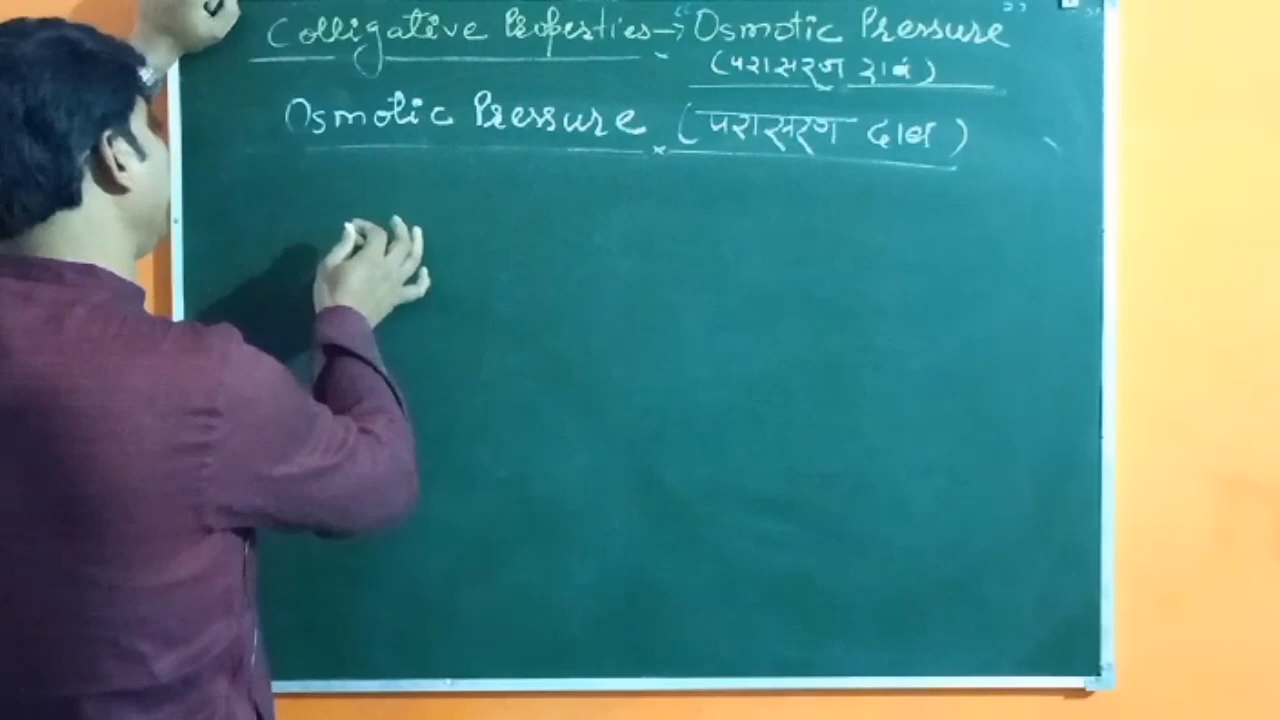 Colligative Properties → "Osmotic Pressure"
(परासरण दाब)
Osmotic Pressure (परासरण दाब)